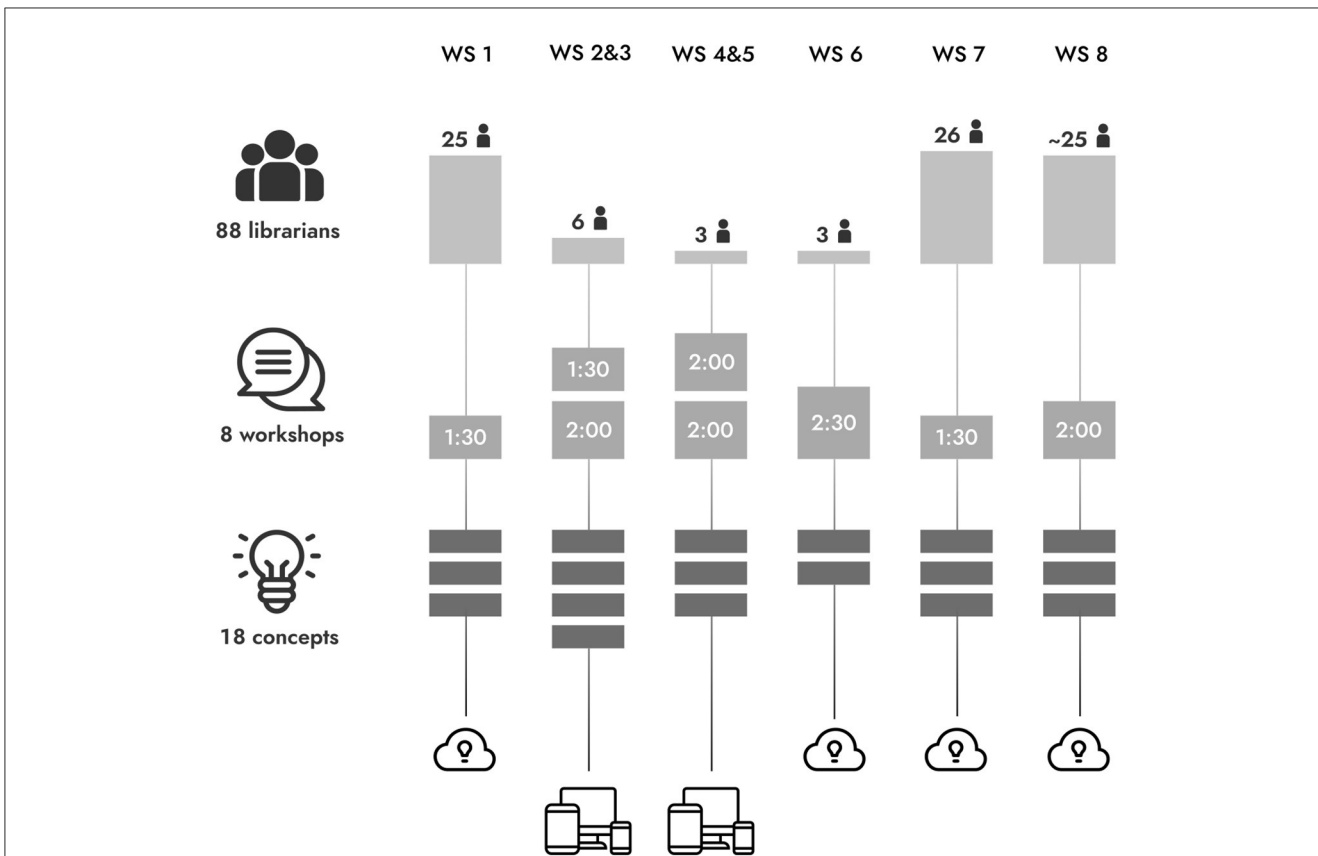 WS 1 WS 2&3 WS 4&5 WS 6 WS 7 WS 8
25 6 3 3 26 ~25
88 librarians
1:30 2:00
8 workshops
1:30 2:00 2:00 2:30 1:30 2:00
18 concepts